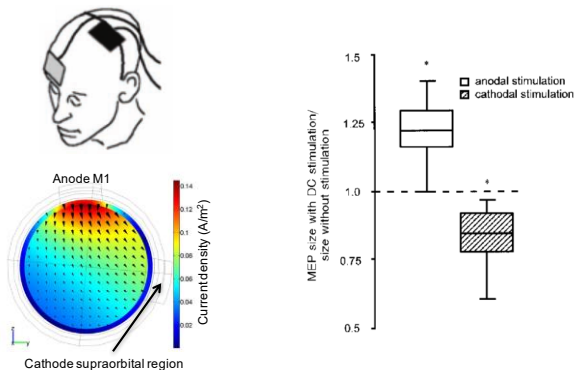 Anode M1
0.14
0.12
0.10
0.08
0.06
0.04
0.02
Current density (A/m²)
Cathode supraorbital region
MEP size with DC stimulation/
size without stimulation
1.5
1.25
1.0
0.75
0.5
*
*
anodal stimulation
cathodal stimulation